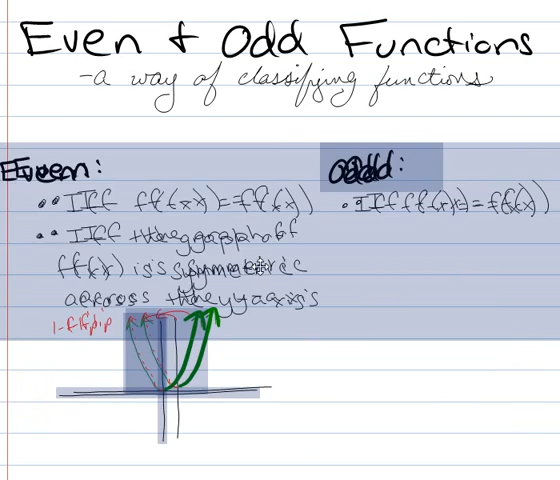 Even & Odd Functions
-a way of classifying functions
Even:
Odd:
• Iff f(-x)=f(x)
• Iff f(-x)=f(x)
• Iff the graph of
f(x) is symmetric
across the y axis
1-flip